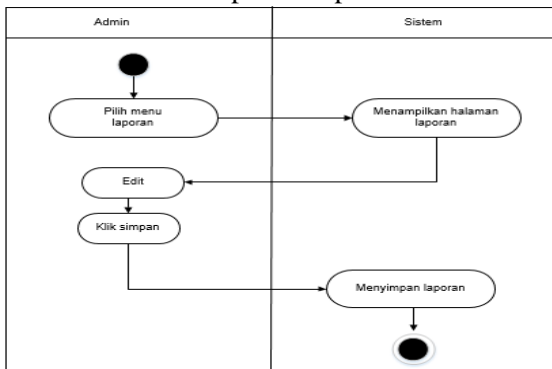 Admin
Sistem
Pilih menu
laporan
Menampilkan halaman
laporan
Edit
Klik simpan
Menyimpan laporan